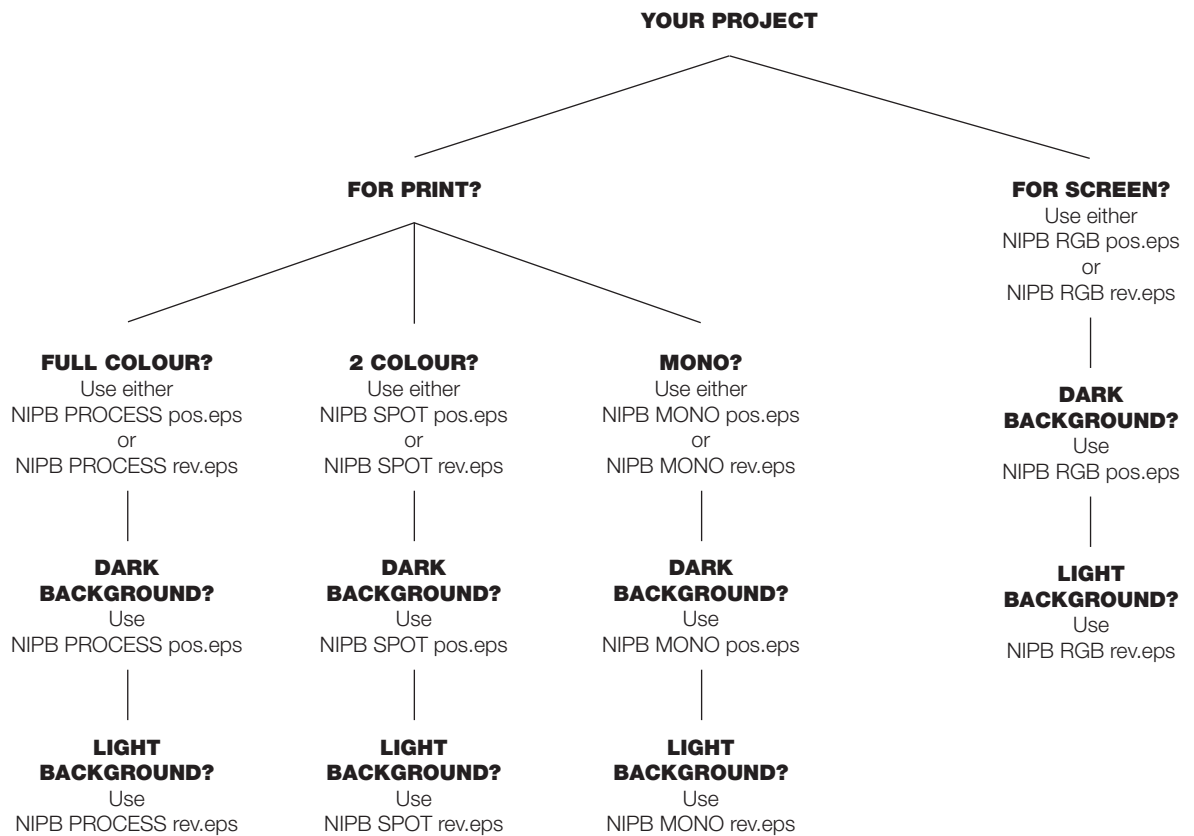 YOUR PROJECT
FOR PRINT?
FOR SCREEN?
Use either
NIPB RGB pos.eps
or
NIPB RGB rev.eps
FULL COLOUR?
Use either
NIPB PROCESS pos.eps
or
NIPB PROCESS rev.eps
2 COLOUR?
Use either
NIPB SPOT pos.eps
or
NIPB SPOT rev.eps
MONO?
Use either
NIPB MONO pos.eps
or
NIPB MONO rev.eps
DARK
BACKGROUND?
Use
NIPB RGB pos.eps
DARK
BACKGROUND?
Use
NIPB PROCESS pos.eps
DARK
BACKGROUND?
Use
NIPB SPOT pos.eps
DARK
BACKGROUND?
Use
NIPB MONO pos.eps
LIGHT
BACKGROUND?
Use
NIPB RGB rev.eps
LIGHT
BACKGROUND?
Use
NIPB PROCESS rev.eps
LIGHT
BACKGROUND?
Use
NIPB SPOT rev.eps
LIGHT
BACKGROUND?
Use
NIPB MONO rev.eps